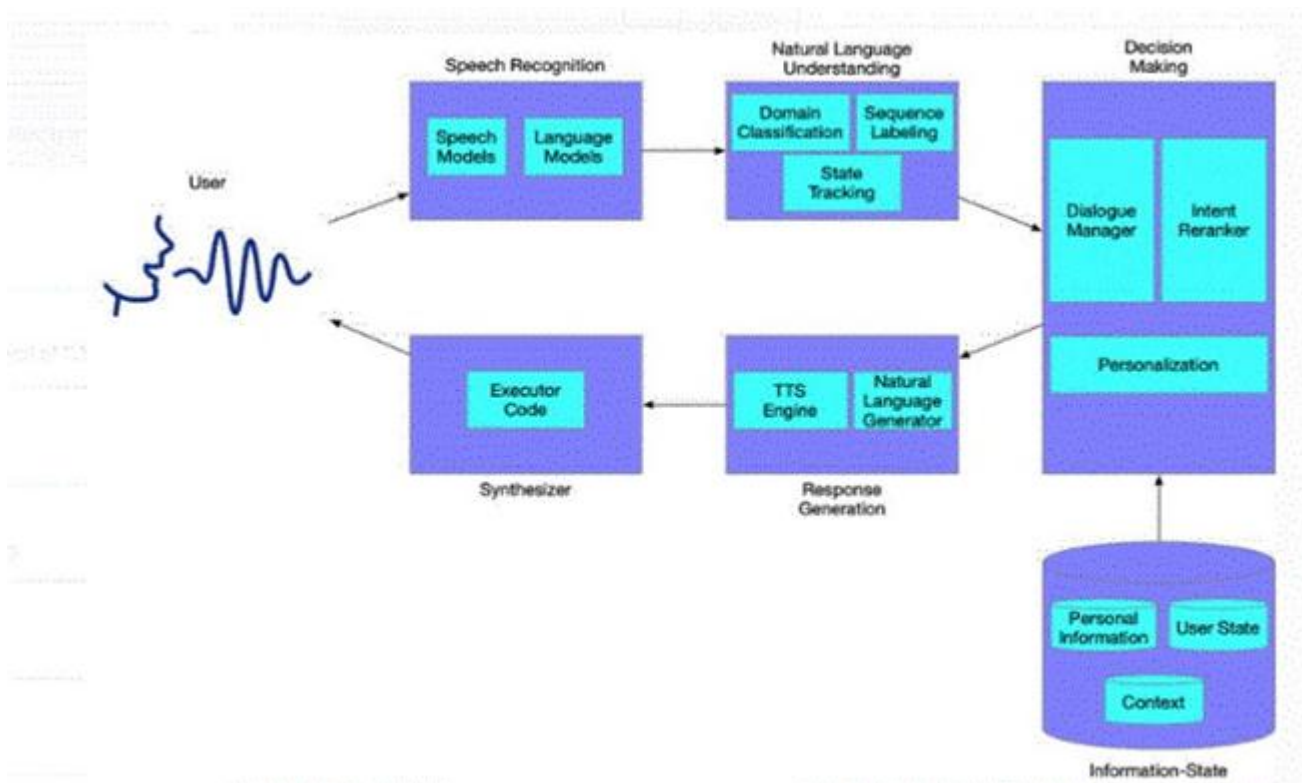 Speech Recognition
Speech
Models
Language
Models
Natural Language
Understanding
Domain
Classification
Sequence
Labeling
State
Tracking
Decision
Making
Dialogue
Manager
Intent
Reranker
Personalization
User
Executor
Code
Synthesizer
TTS
Engine
Natural
Language
Generator
Response
Generation
Personal
Information
User State
Context
Information-State